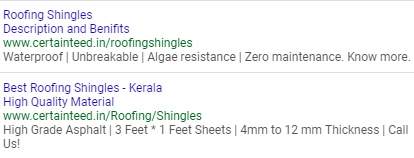 Roofing Shingles
Description and Benifits
www.certainteed.in/roofingshingles
Waterproof | Unbreakable | Algae resistance | Zero maintenance. Know more.
Best Roofing Shingles - Kerala
High Quality Material
www.certainteed.in/Roofing/Shingles
High Grade Asphalt | 3 Feet * 1 Feet Sheets | 4mm to 12 mm Thickness | Call
Us!